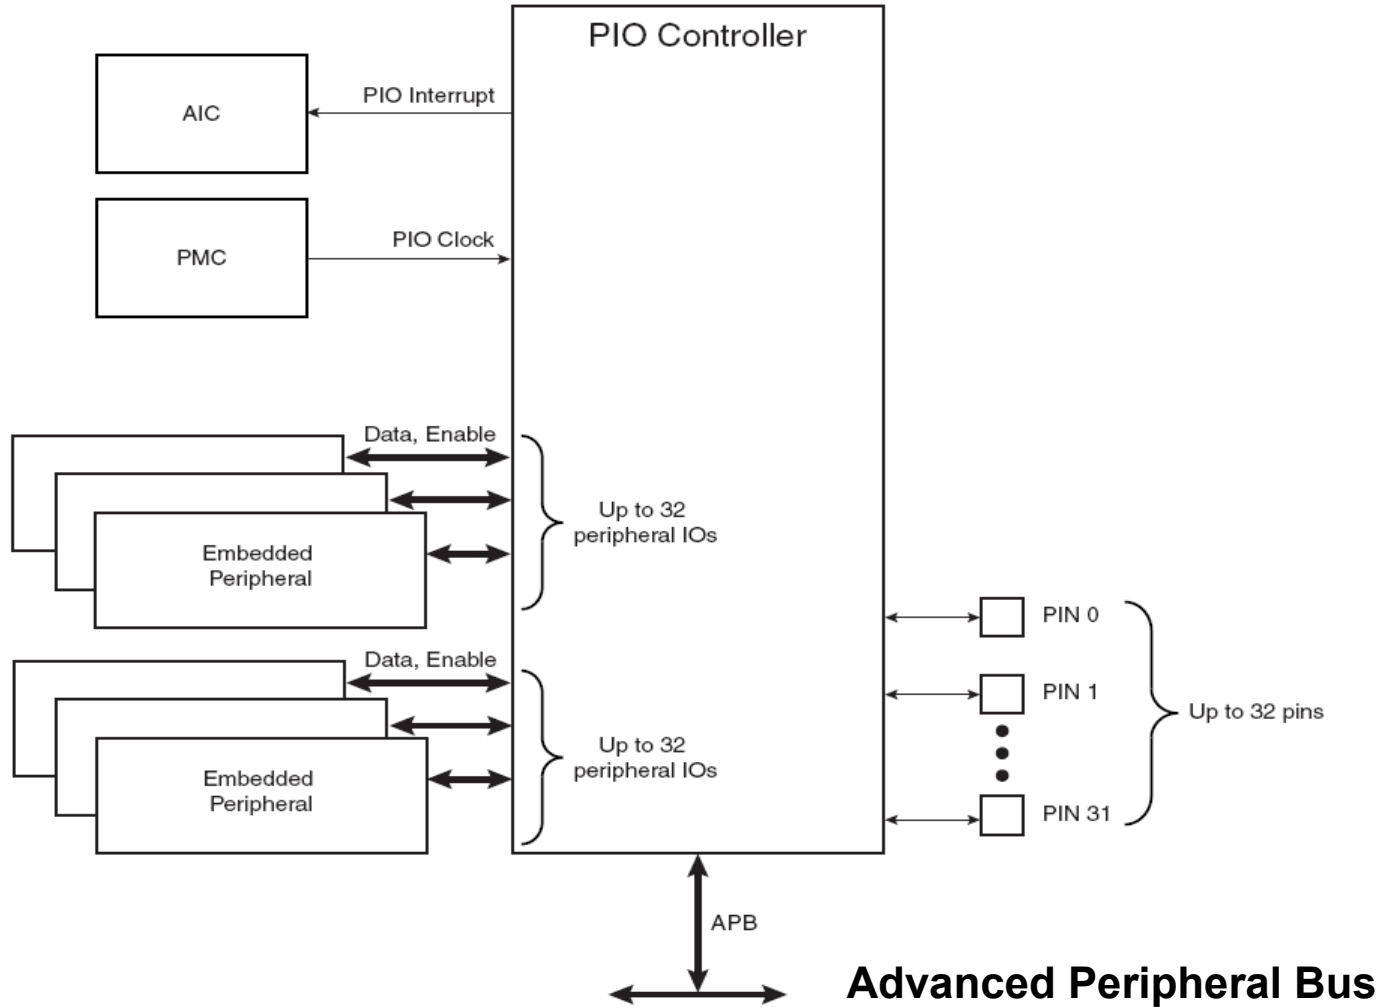 PIO Controller
AIC
PIO Interrupt
PMC
PIO Clock
Data, Enable
Up to 32
peripheral IOs
Embedded
Peripheral
PIN 0
Data, Enable
PIN 1
Up to 32 pins
Up to 32
peripheral IOs
Embedded
Peripheral
PIN 31
APB
Advanced Peripheral Bus